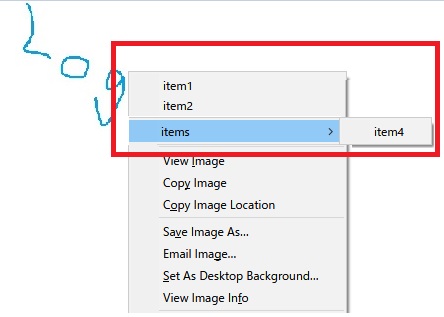 item1
item2
items
item4
View Image
Copy Image
Copy Image Location
Save Image As...
Email Image...
Set As Desktop Background...
View Image Info